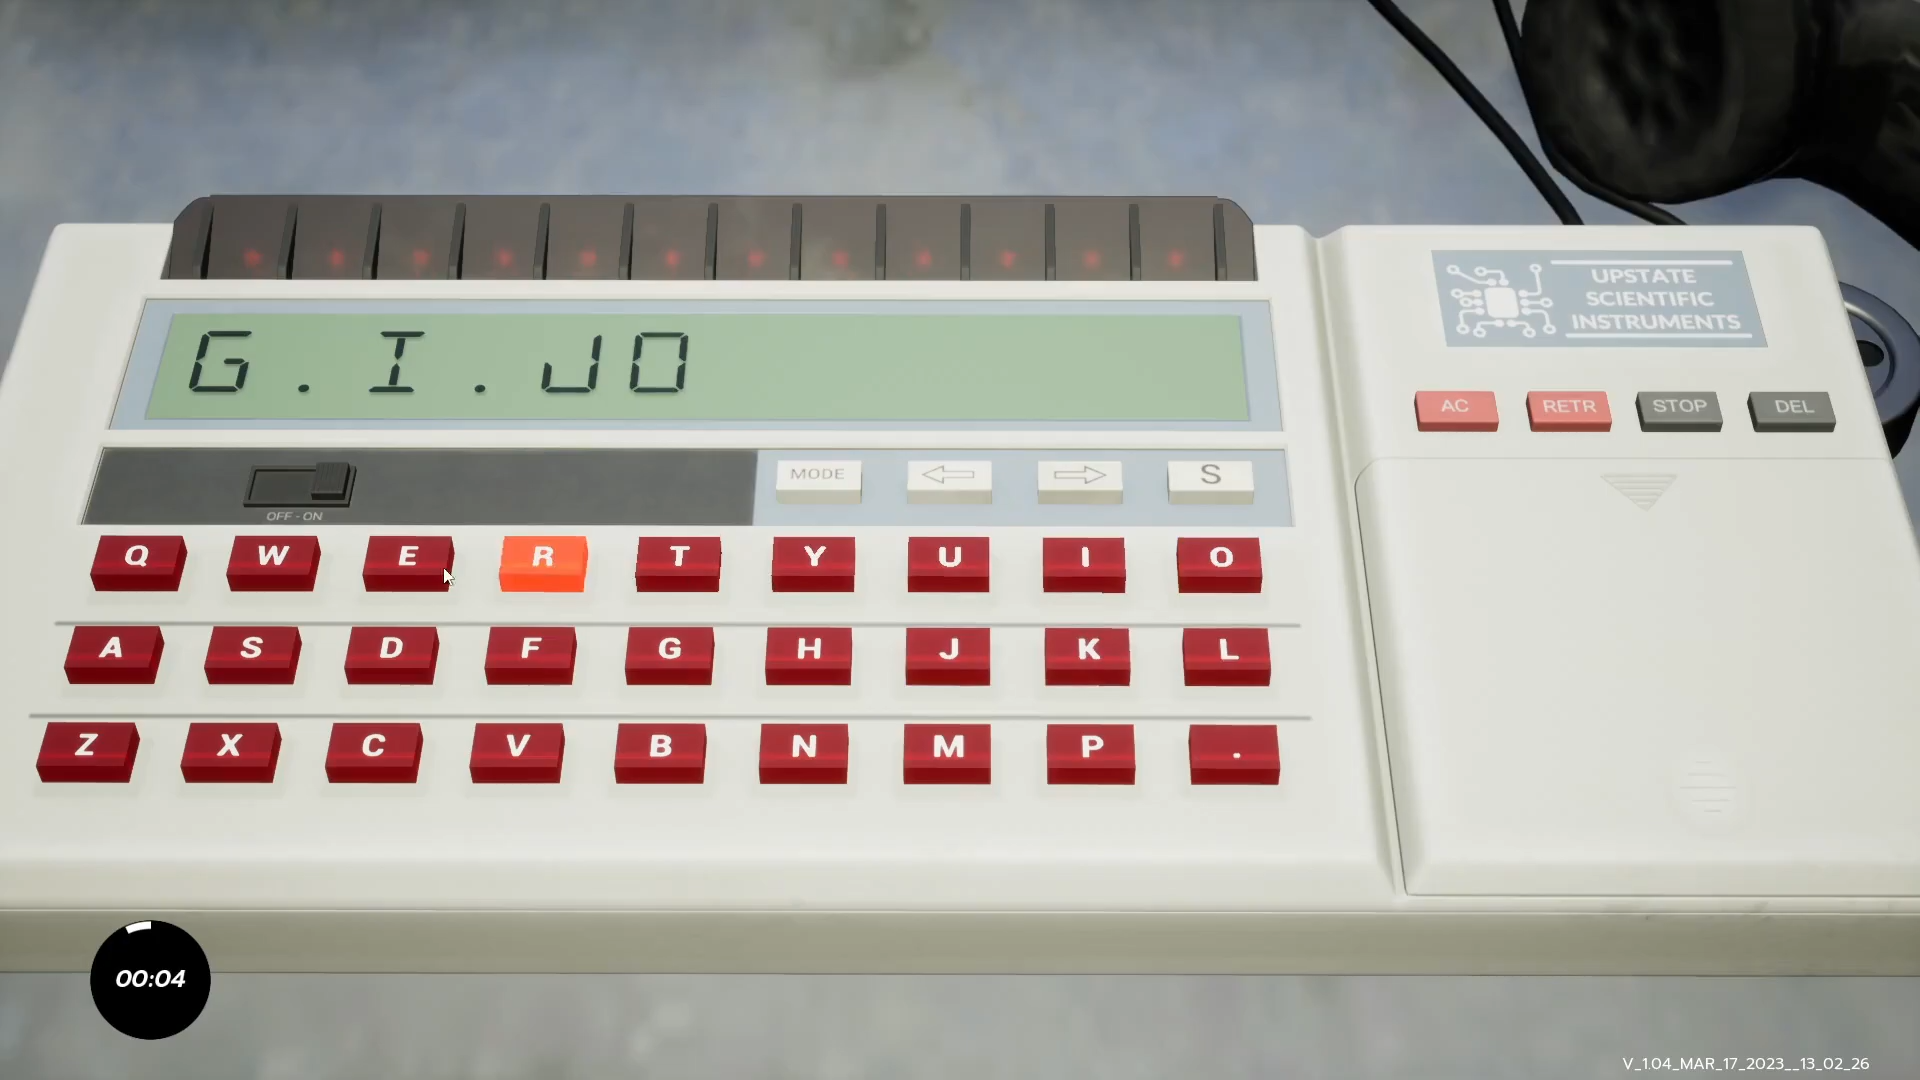 UPSTATE
SCIENTIFIC
INSTRUMENTS
G.I.JO
AC RETR STOP DEL
MODE S
OFF - ON
Q W E R T Y U I O
A S D F G H J K L
Z X C V B N M P .
00:04
V_1.04_MAR_17_2023__13_02_26